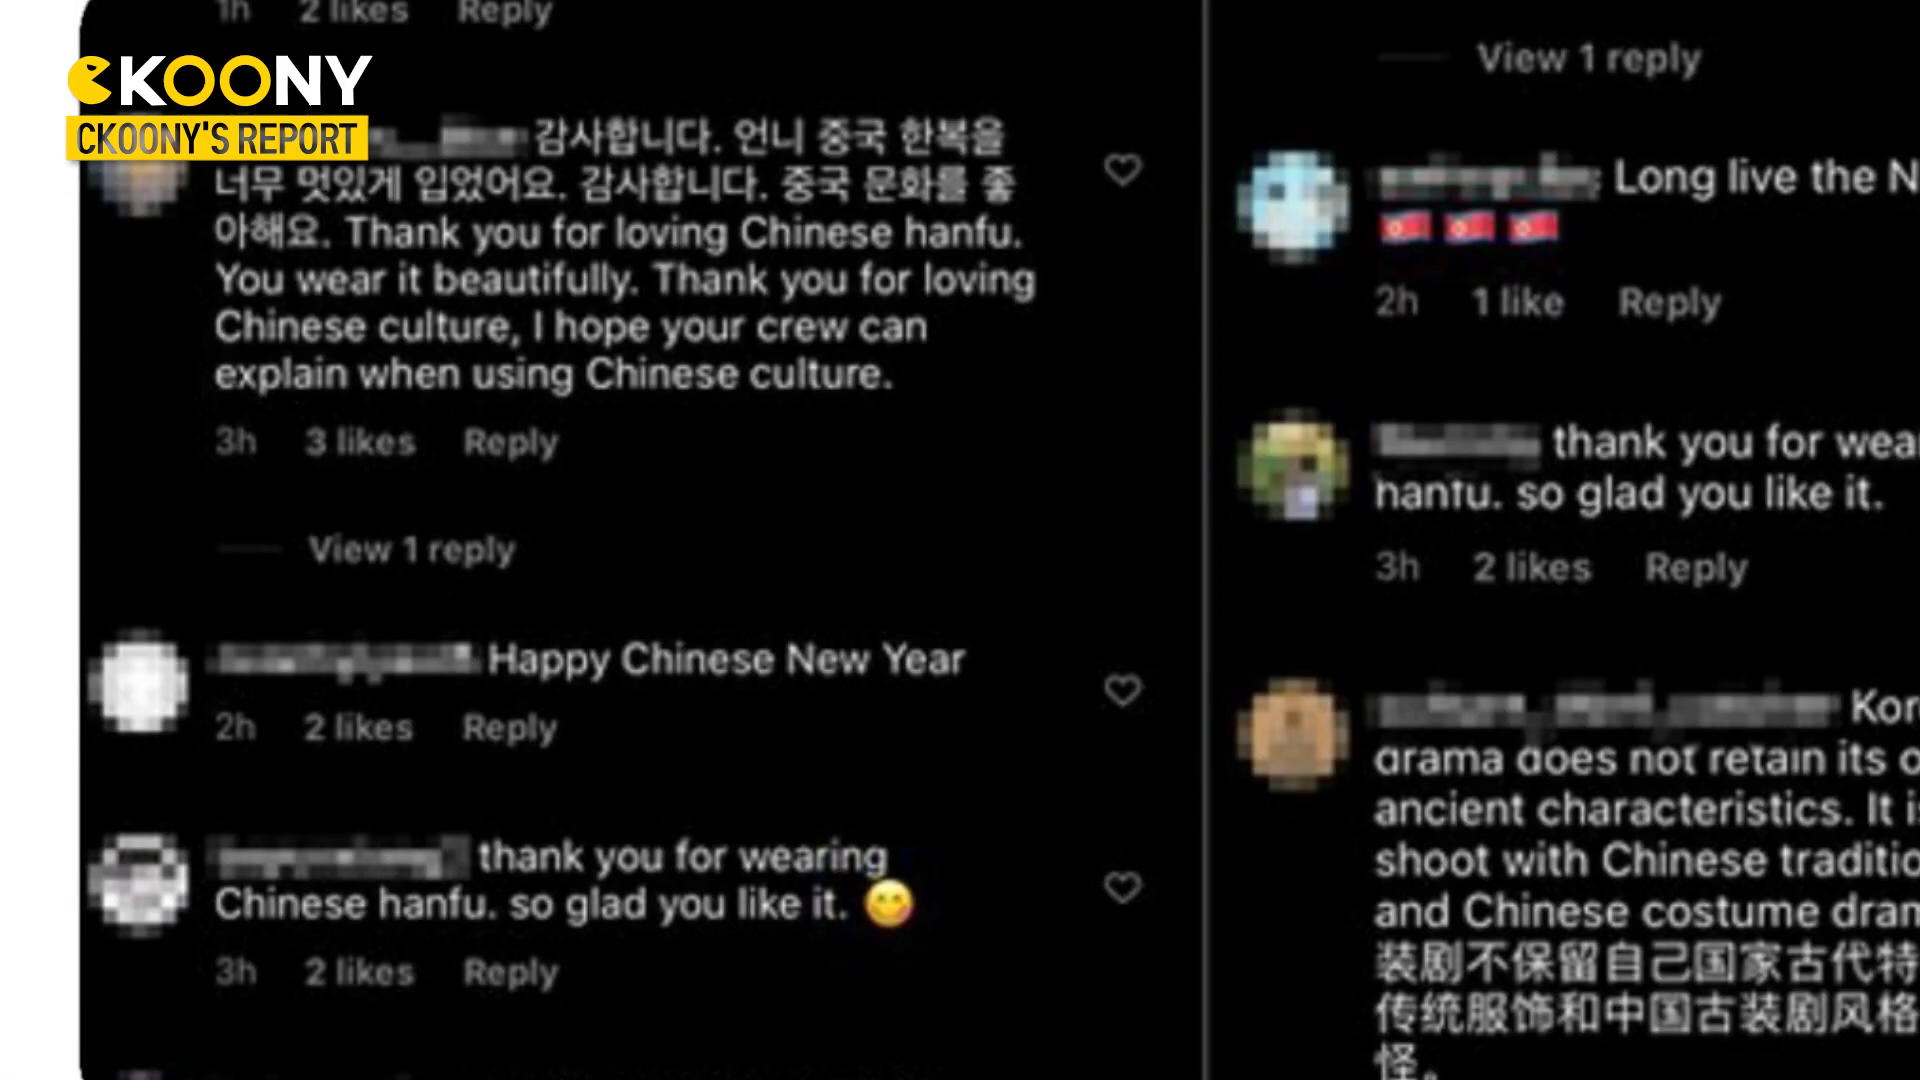 1h 2 likes Reply
CKOONY
CKOONY'S REPORT
감사합니다. 언니 중국 한복을
너무 멋있게 입었어요. 감사합니다. 중국 문화를 좋
아해요. Thank you for loving Chinese hanfu.
You wear it beautifully. Thank you for loving
Chinese culture, I hope your crew can
explain when using Chinese culture.
3h 3 likes Reply
View 1 reply
Happy Chinese New Year
2h 2 likes Reply
thank you for wearing
Chinese hanfu. so glad you like it. 😋
3h 2 likes Reply
View 1 reply
Long live the N
🇰🇵 🇰🇵 🇰🇵
2h 1 like Reply
thank you for wea
hanfu. so glad you like it.
3h 2 likes Reply
Kor
drama does not retain its o
ancient characteristics. It is
shoot with Chinese traditio
and Chinese costume dram
装剧不保留自己国家古代特
传统服饰和中国古装剧风格
怪。